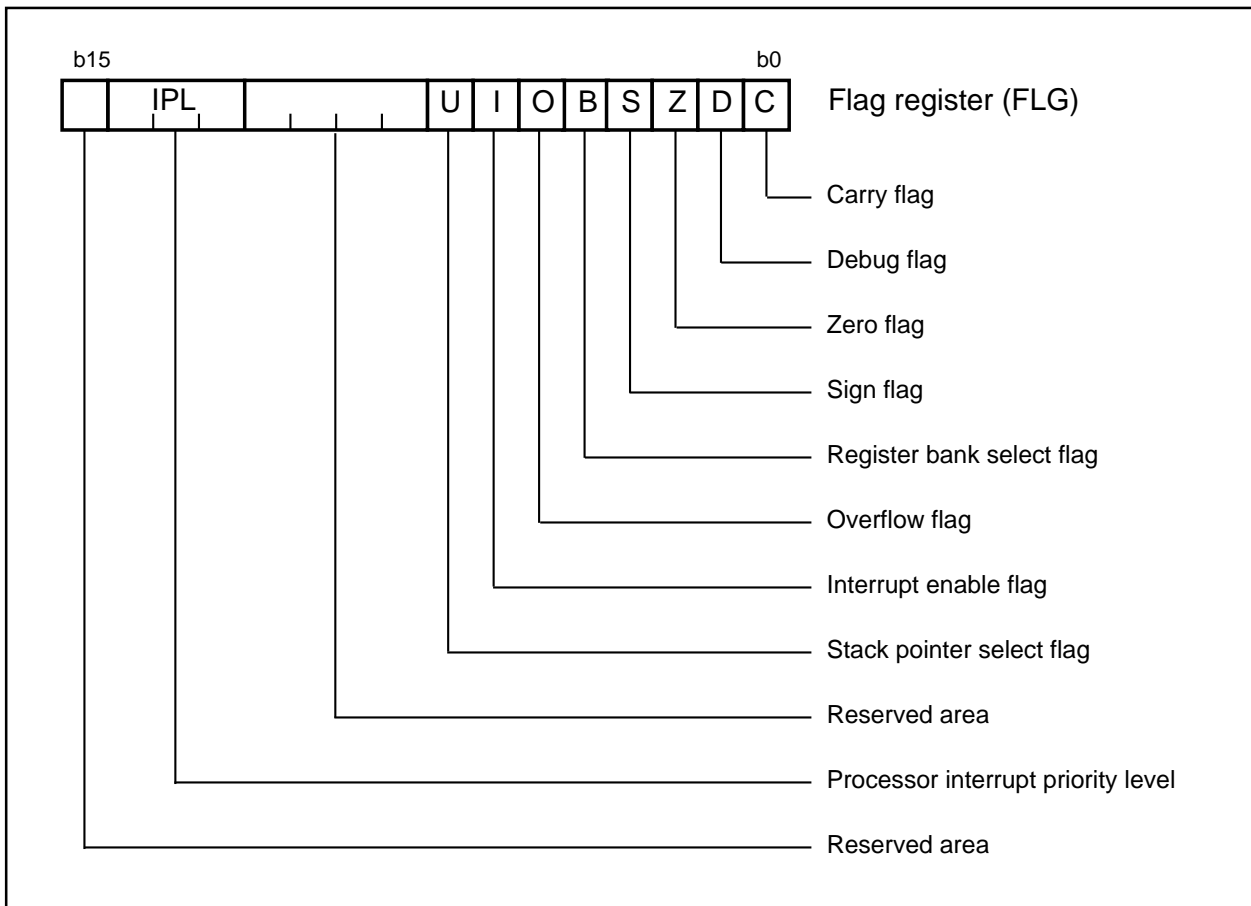 b15 b0
IPL U I O B S Z D C Flag register (FLG)
Carry flag
Debug flag
Zero flag
Sign flag
Register bank select flag
Overflow flag
Interrupt enable flag
Stack pointer select flag
Reserved area
Processor interrupt priority level
Reserved area